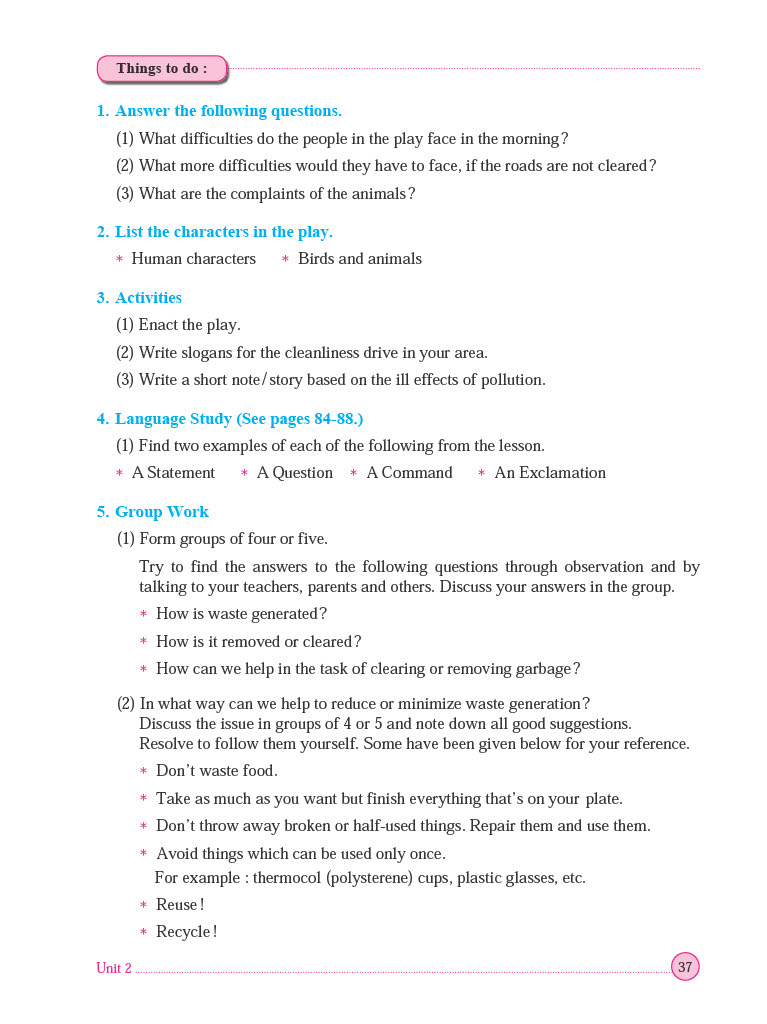 Things to do :
1. Answer the following questions.
(1) What difficulties do the people in the play face in the morning?
(2) What more difficulties would they have to face, if the roads are not cleared?
(3) What are the complaints of the animals?
2. List the characters in the play.
* Human characters * Birds and animals
3. Activities
(1) Enact the play.
(2) Write slogans for the cleanliness drive in your area.
(3) Write a short note/story based on the ill effects of pollution.
4. Language Study (See pages 84-88.)
(1) Find two examples of each of the following from the lesson.
* A Statement * A Question * A Command * An Exclamation
5. Group Work
(1) Form groups of four or five.
Try to find the answers to the following questions through observation and by
talking to your teachers, parents and others. Discuss your answers in the group.
* How is waste generated?
* How is it removed or cleared?
* How can we help in the task of clearing or removing garbage?
(2) In what way can we help to reduce or minimize waste generation?
Discuss the issue in groups of 4 or 5 and note down all good suggestions.
Resolve to follow them yourself. Some have been given below for your reference.
* Don't waste food.
* Take as much as you want but finish everything that's on your plate.
* Don't throw away broken or half-used things. Repair them and use them.
* Avoid things which can be used only once.
For example : thermocol (polysterene) cups, plastic glasses, etc.
* Reuse!
* Recycle!
Unit 2 37